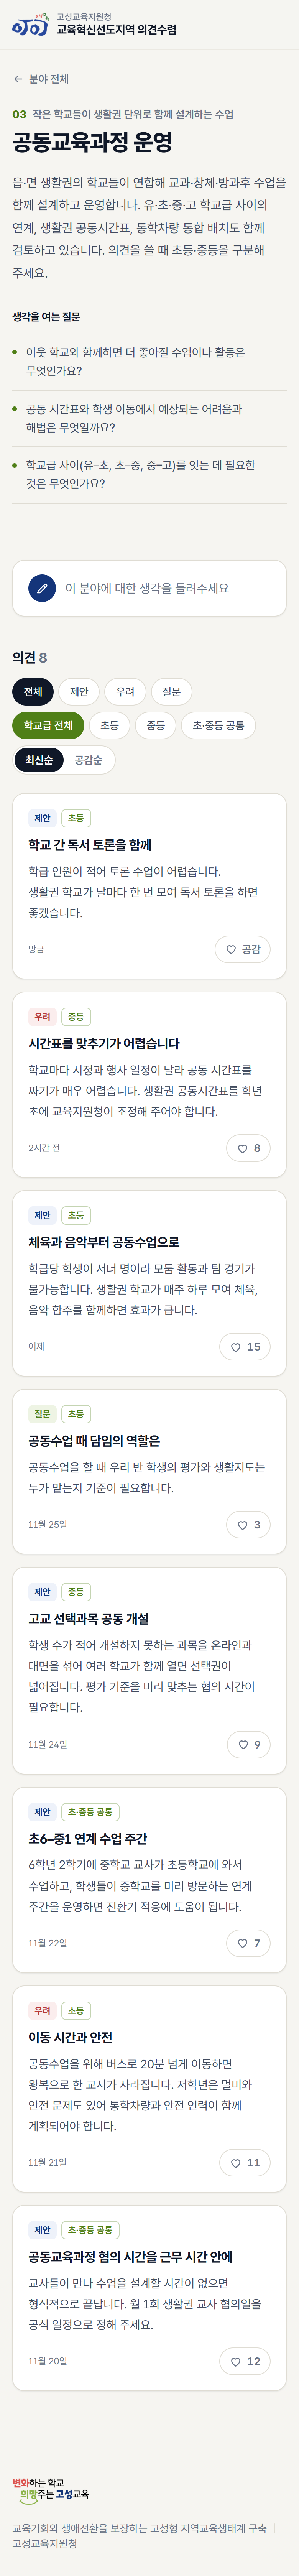 고성교육지원청
교육혁신선도지역 의견수렴
← 분야 전체
03 작은 학교들이 생활권 단위로 함께 설계하는 수업
공동교육과정 운영
읍·면 생활권의 학교들이 연합해 교과·창체·방과후 수업을
함께 설계하고 운영합니다. 유·초·중·고 학교급 사이의
연계, 생활권 공동시간표, 통학차량 통합 배치도 함께
검토하고 있습니다. 의견을 쓸 때 초등·중등을 구분해
주세요.
생각을 여는 질문
이웃 학교와 함께하면 더 좋아질 수업이나 활동은
무엇인가요?
공동 시간표와 학생 이동에서 예상되는 어려움과
해법은 무엇일까요?
학교급 사이(유–초, 초–중, 중–고)를 잇는 데 필요한
것은 무엇인가요?
이 분야에 대한 생각을 들려주세요
의견 8
전체 제안 우려 질문
학교급 전체 초등 중등 초·중등 공통
최신순 공감순
제안 초등
학교 간 독서 토론을 함께
학급 인원이 적어 토론 수업이 어렵습니다.
생활권 학교가 달마다 한 번 모여 독서 토론을 하면
좋겠습니다.
방금 공감
우려 중등
시간표를 맞추기가 어렵습니다
학교마다 시정과 행사 일정이 달라 공동 시간표를
짜기가 매우 어렵습니다. 생활권 공동시간표를 학년
초에 교육지원청이 조정해 주어야 합니다.
2시간 전 8
제안 초등
체육과 음악부터 공동수업으로
학급당 학생이 서너 명이라 모둠 활동과 팀 경기가
불가능합니다. 생활권 학교가 매주 하루 모여 체육,
음악 합주를 함께하면 효과가 큽니다.
어제 15
질문 초등
공동수업 때 담임의 역할은
공동수업을 할 때 우리 반 학생의 평가와 생활지도는
누가 맡는지 기준이 필요합니다.
11월 25일 3
제안 중등
고교 선택과목 공동 개설
학생 수가 적어 개설하지 못하는 과목을 온라인과
대면을 섞어 여러 학교가 함께 열면 선택권이
넓어집니다. 평가 기준을 미리 맞추는 협의 시간이
필요합니다.
11월 24일 9
제안 초·중등 공통
초6–중1 연계 수업 주간
6학년 2학기에 중학교 교사가 초등학교에 와서
수업하고, 학생들이 중학교를 미리 방문하는 연계
주간을 운영하면 전환기 적응에 도움이 됩니다.
11월 22일 7
우려 초등
이동 시간과 안전
공동수업을 위해 버스로 20분 넘게 이동하면
왕복으로 한 교시가 사라집니다. 저학년은 멀미와
안전 문제도 있어 통학차량과 안전 인력이 함께
계획되어야 합니다.
11월 21일 11
제안 초·중등 공통
공동교육과정 협의 시간을 근무 시간 안에
교사들이 만나 수업을 설계할 시간이 없으면
형식적으로 끝납니다. 월 1회 생활권 교사 협의일을
공식 일정으로 정해 주세요.
11월 20일 12
변화하는 학교
희망주는 고성교육
교육기회와 생애전환을 보장하는 고성형 지역교육생태계 구축 |
고성교육지원청